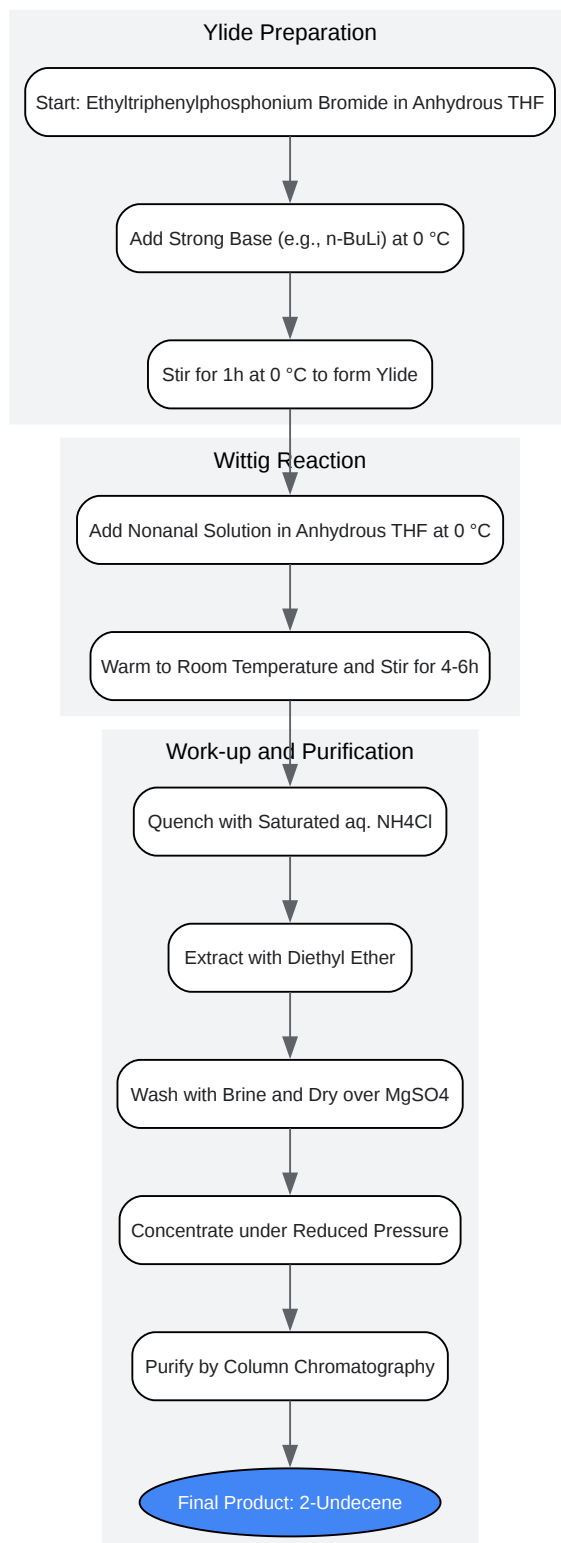 Ylide Preparation
Start: Ethyltriphenylphosphonium Bromide in Anhydrous THF
Add Strong Base (e.g., n-BuLi) at 0 °C
Stir for 1h at 0 °C to form Ylide
Wittig Reaction
Add Nonanal Solution in Anhydrous THF at 0 °C
Warm to Room Temperature and Stir for 4-6h
Work-up and Purification
Quench with Saturated aq. NH4Cl
Extract with Diethyl Ether
Wash with Brine and Dry over MgSO4
Concentrate under Reduced Pressure
Purify by Column Chromatography
Final Product: 2-Undecene